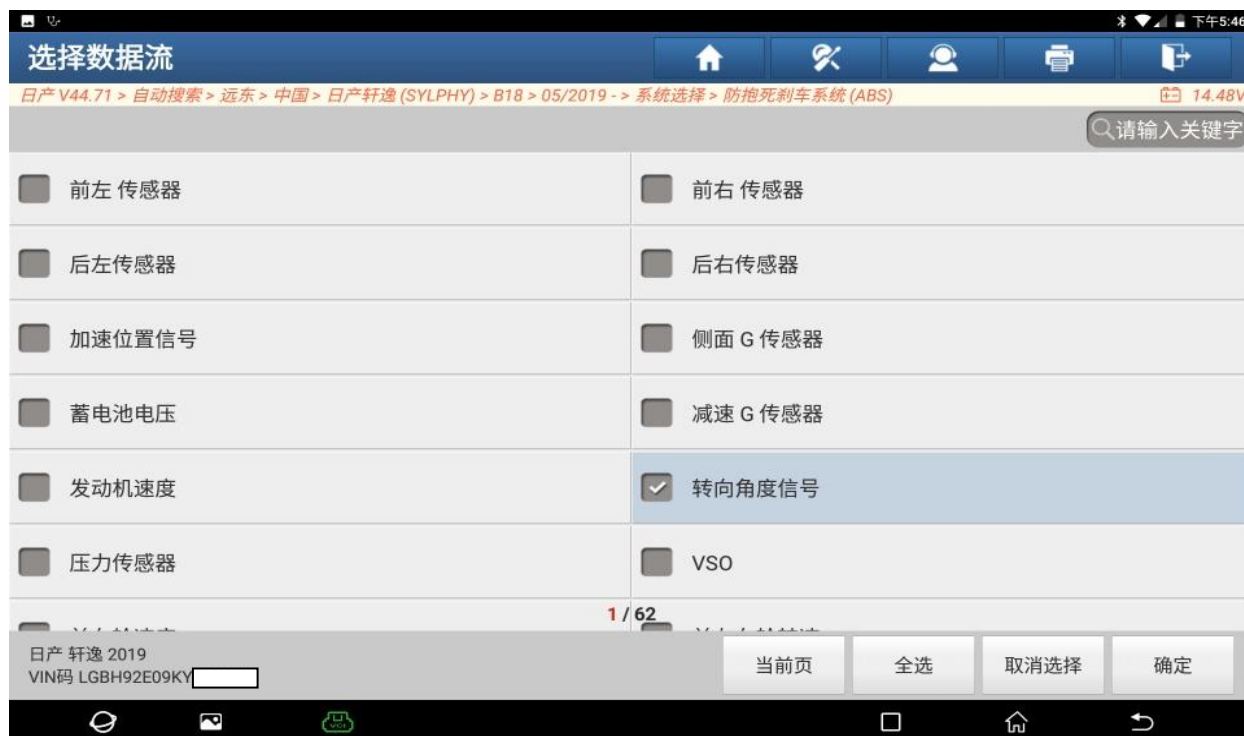 下午5:46
选择数据流
日产 V44.71 > 自动搜索 > 远东 > 中国 > 日产轩逸 (SYLPHY) > B18 > 05/2019 - > 系统选择 > 防抱死刹车系统 (ABS) 14.48V
请输入关键字
前左 传感器 前右 传感器
后左传感器 后右传感器
加速位置信号 侧面 G 传感器
蓄电池电压 减速 G 传感器
发动机速度 转向角度信号
压力传感器 VSO
1 / 62
日产 轩逸 2019
VIN码 LGBH92E09KY
当前页 全选 取消选择 确定
VCI